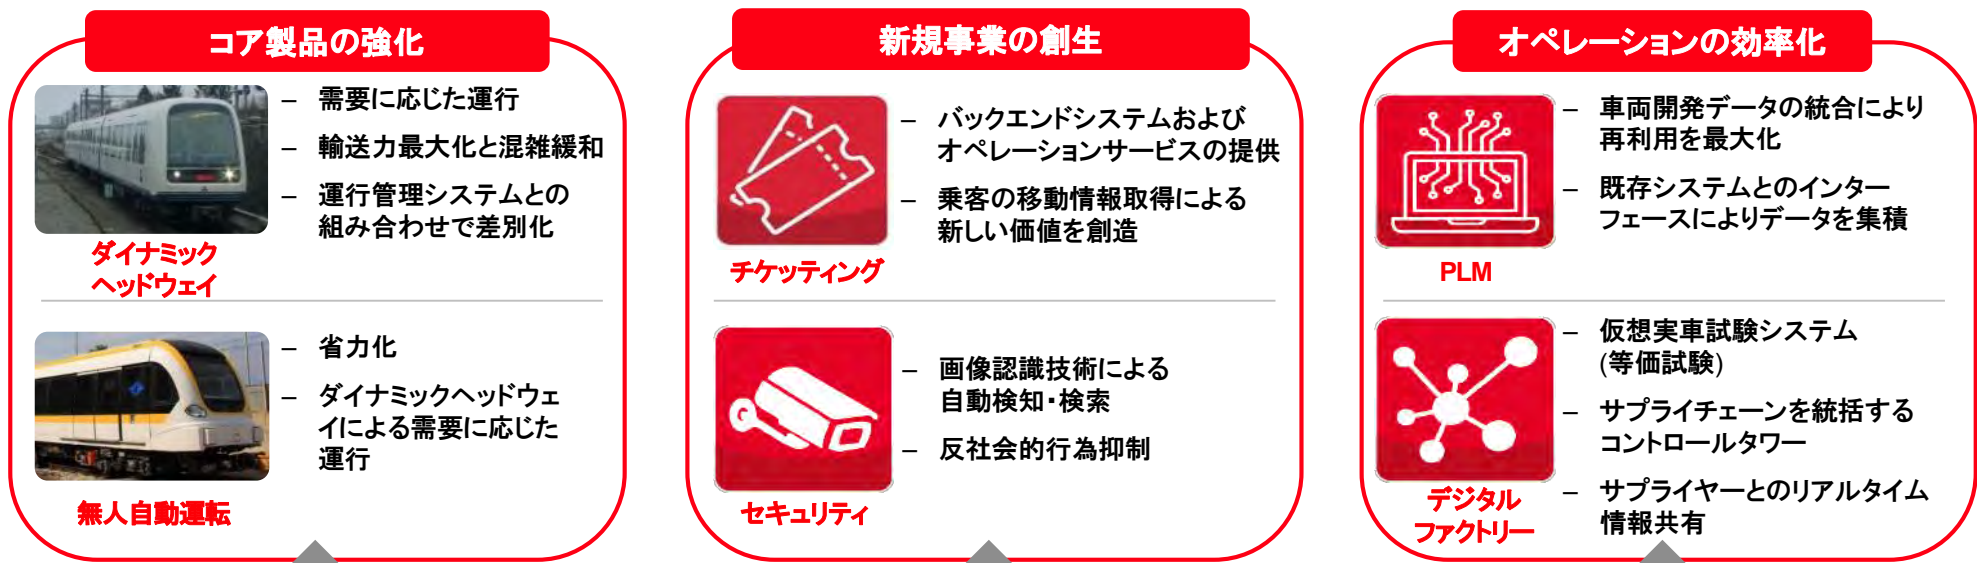 コア製品の強化
– 需要に応じた運行
– 輸送力最大化と混雑緩和
– 運行管理システムとの
組み合わせで差別化
ダイナミック
ヘッドウェイ
– 省力化
– ダイナミックヘッドウェ
イによる需要に応じた
運行
無人自動運転
新規事業の創生
– バックエンドシステムおよび
オペレーションサービスの提供
– 乗客の移動情報取得による
新しい価値を創造
チケッティング
– 画像認識技術による
自動検知・検索
– 反社会的行為抑制
セキュリティ
オペレーションの効率化
– 車両開発データの統合により
再利用を最大化
– 既存システムとのインター
フェースによりデータを集積
PLM
– 仮想実車試験システム
(等価試験)
– サプライチェーンを統括する
コントロールタワー
– サプライヤーとのリアルタイム
情報共有
デジタル
ファクトリー